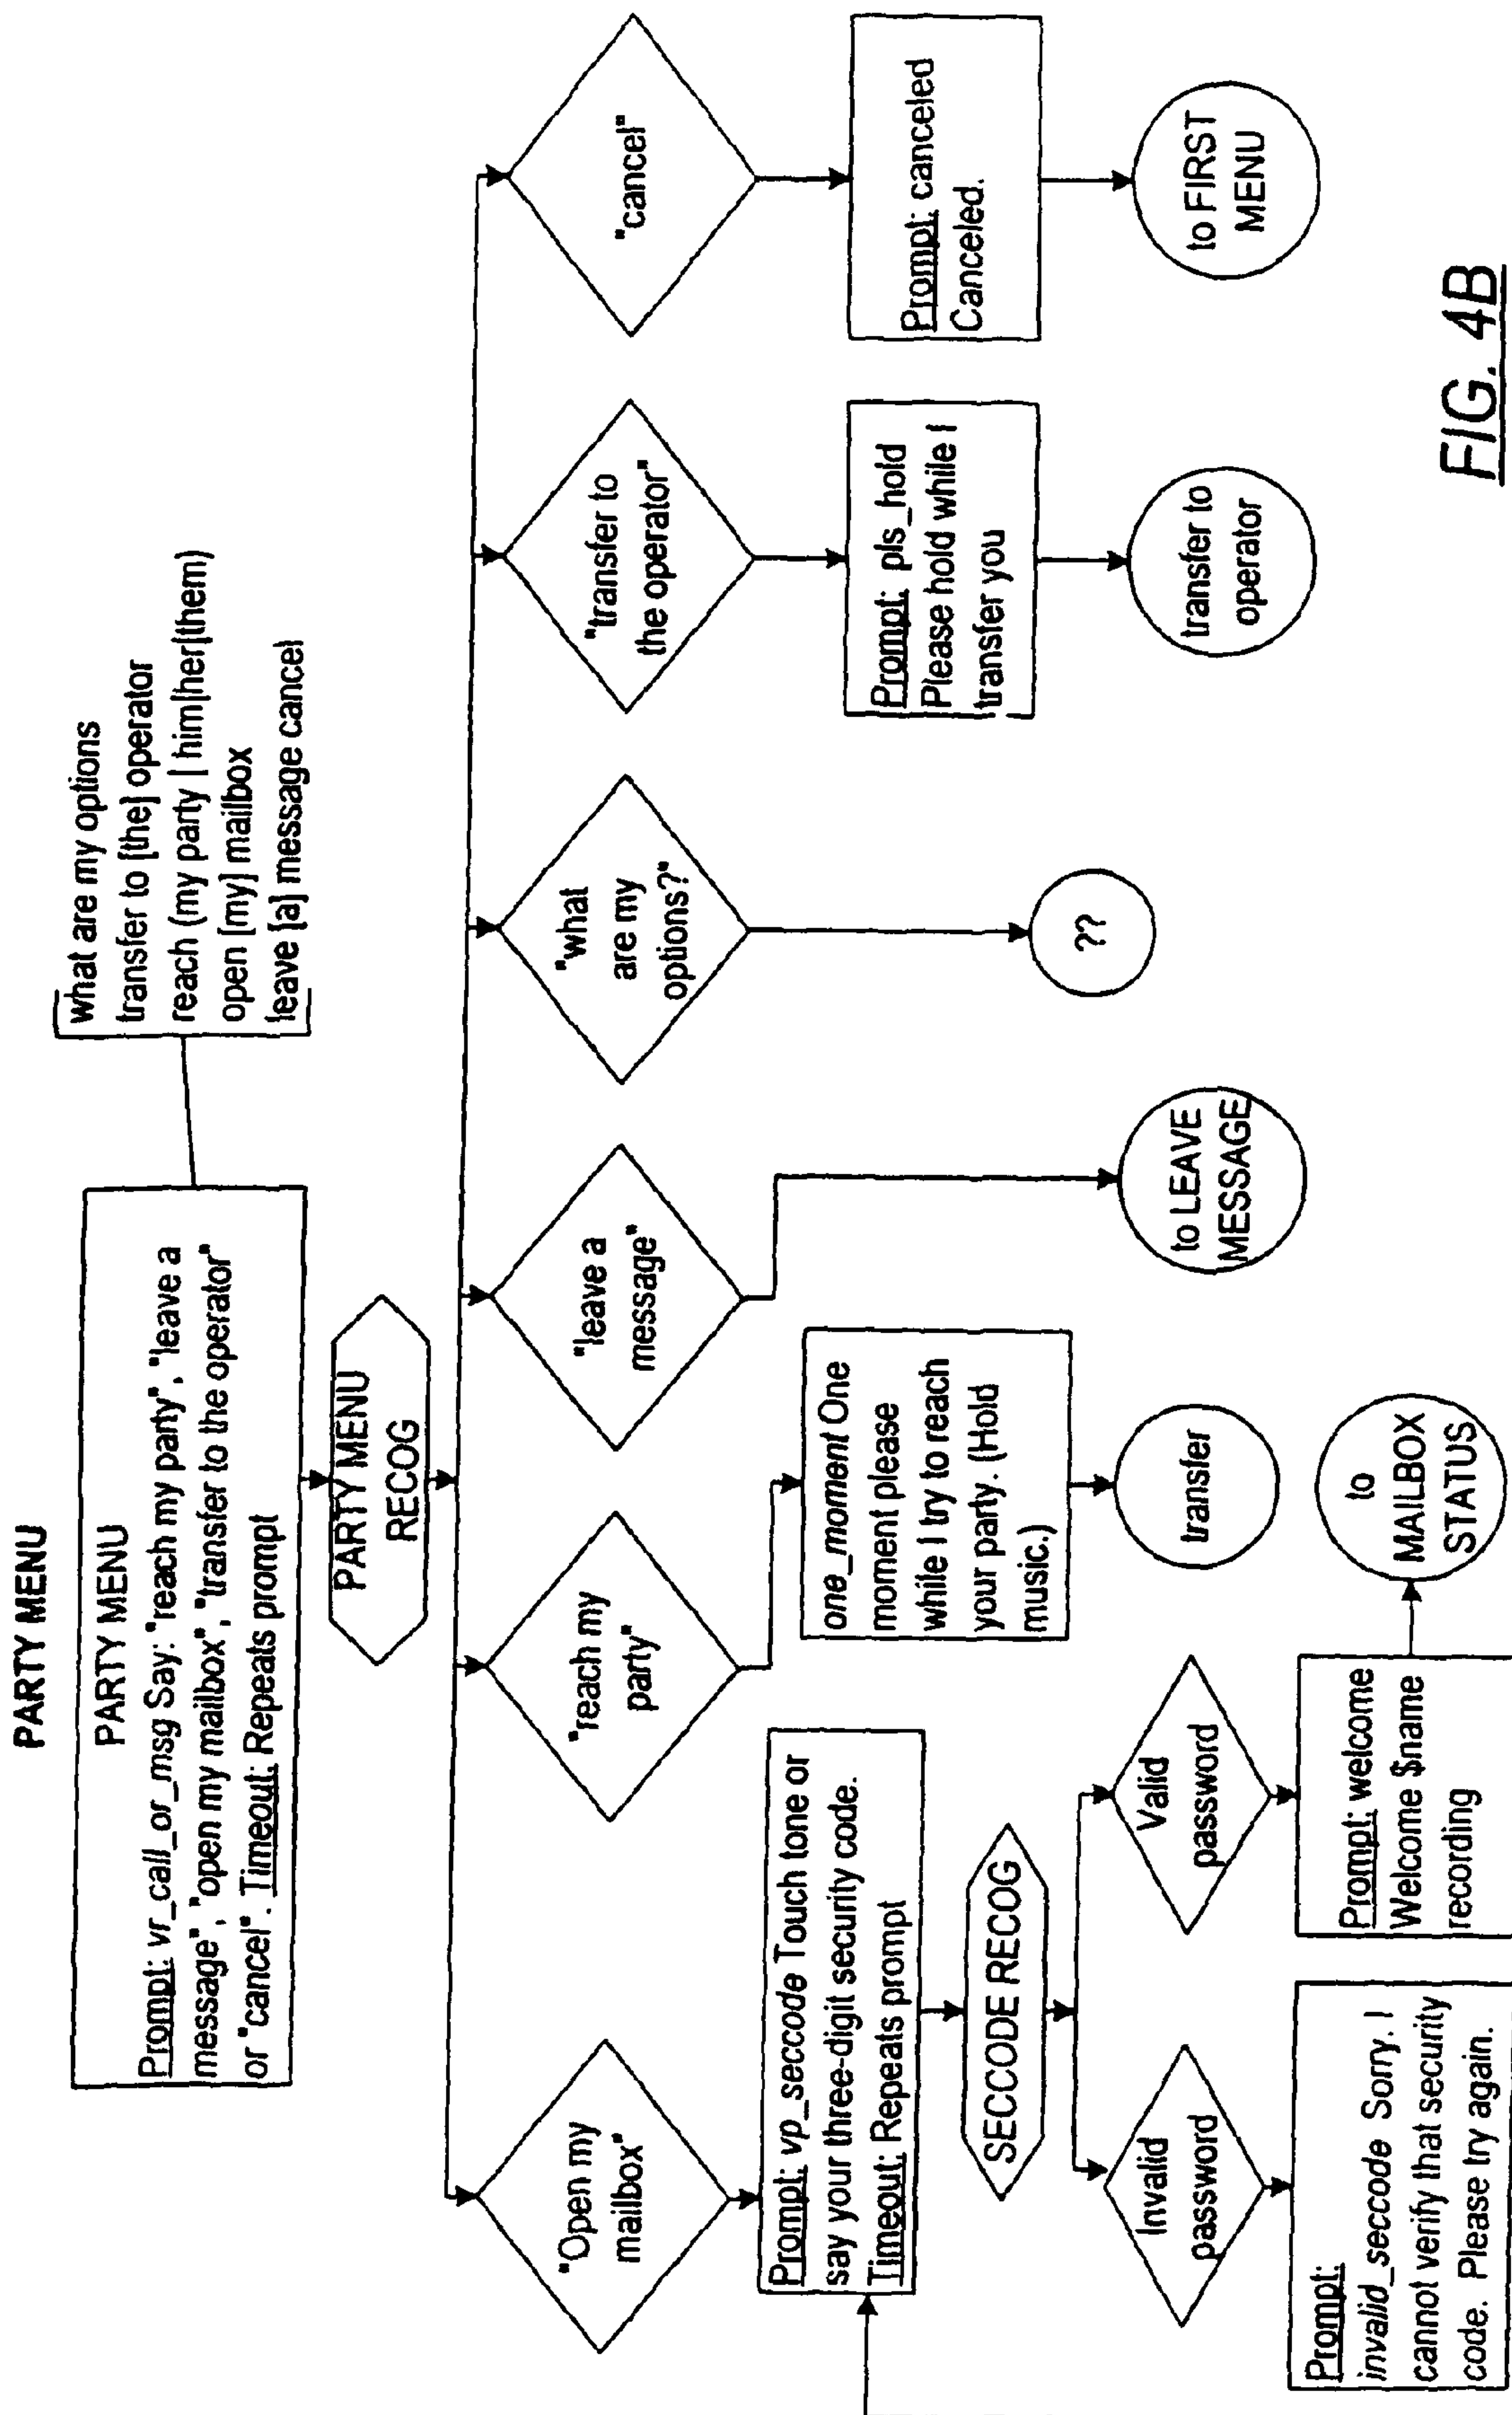 PARTY MENU
PARTY MENU
Prompt: vr_call_or_msg Say: "reach my party", "leave a
message", "open my mailbox", "transfer to the operator"
or "cancel". Timeout: Repeats prompt
what are my options
transfer to [the] operator
reach (my party | him|her|them)
open [my] mailbox
leave [a] message cancel
PARTY MENU
RECOG
"Open my
mailbox"
"reach my
party"
"leave a
message"
"what
are my
options?"
"transfer to
the operator"
"cancel"
Prompt: vp_seccode Touch tone or
say your three-digit security code.
Timeout: Repeats prompt
one_moment One
moment please
while I try to reach
your party. (Hold
music.)
Prompt: pls_hold
Please hold while I
transfer you
Prompt: canceled
Canceled.
SECCODE RECOG
transfer
to LEAVE
MESSAGE
??
transfer to
operator
to FIRST
MENU
Invalid
password
Valid
password
Prompt:
invalid_seccode Sorry. I
cannot verify that security
code. Please try again.
Prompt: welcome
Welcome $name
recording
to
MAILBOX
STATUS
FIG. 4B